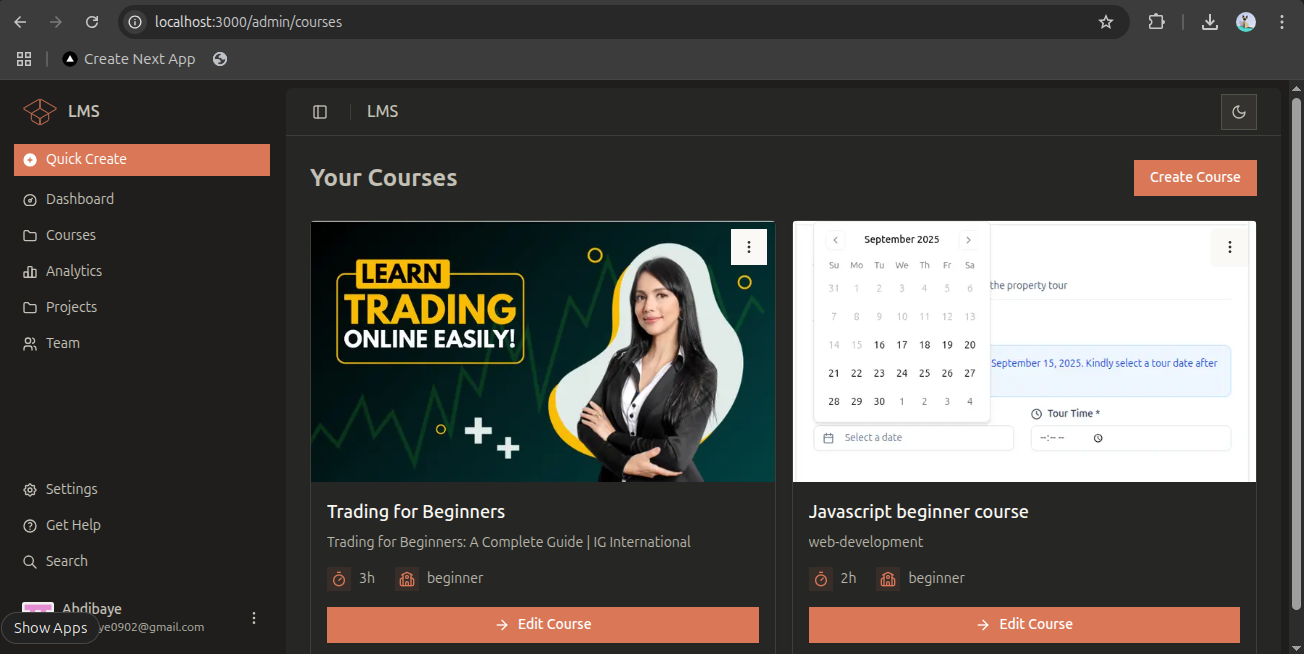 localhost:3000/admin/courses
Create Next App
LMS
LMS
Quick Create
Dashboard
Courses
Analytics
Projects
Team
Settings
Get Help
Search
Abdibaye
ye0902@gmail.com
Show Apps
Your Courses
Create Course
LEARN
TRADING
ONLINE EASILY!
Trading for Beginners
Trading for Beginners: A Complete Guide | IG International
3h beginner
Edit Course
September 2025
Su Mo Tu We Th Fr Sa
31 1 2 3 4 5 6
7 8 9 10 11 12 13
14 15 16 17 18 19 20
21 22 23 24 25 26 27
28 29 30 1 2 3 4
the property tour
September 15, 2025. Kindly select a tour date after
Tour Time *
Select a date
--:-- --
Javascript beginner course
web-development
2h beginner
Edit Course